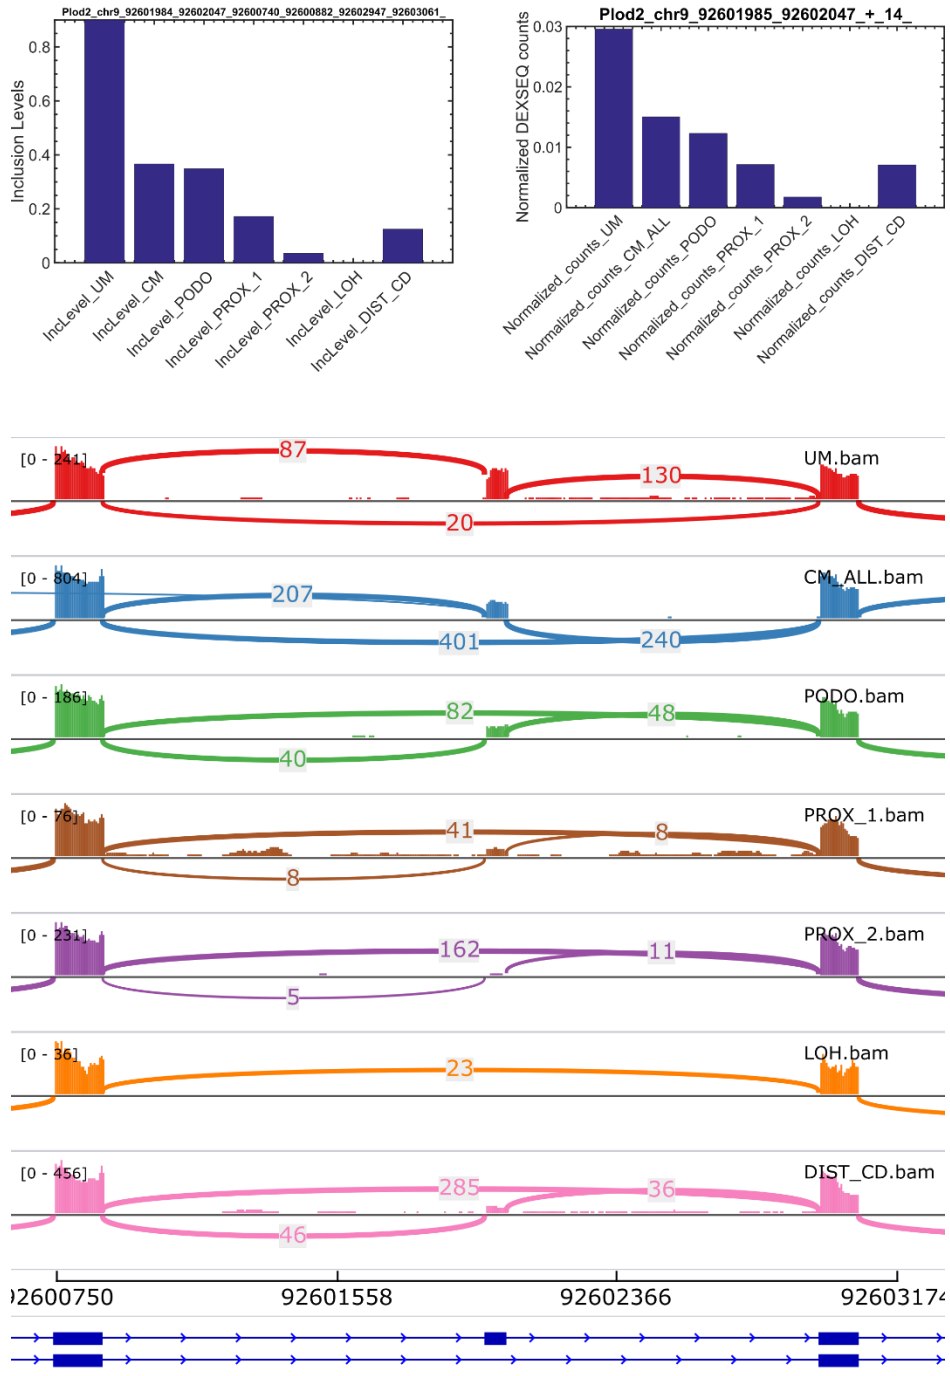 Plod2_chr9_92601984_92602047_92600740_92600882_92602947_92603061_
Inclusion Levels
0.8
0.6
0.4
0.2
0
IncLevel_UM
IncLevel_CM
IncLevel_PODO
IncLevel_PROX_1
IncLevel_PROX_2
IncLevel_LOH
IncLevel_DIST_CD
Plod2_chr9_92601985_92602047_+_14_
Normalized DEXSEQ counts
0.03
0.02
0.01
0
Normalized_counts_UM
Normalized_counts_CM_ALL
Normalized_counts_PODO
Normalized_counts_PROX_1
Normalized_counts_PROX_2
Normalized_counts_LOH
Normalized_counts_DIST_CD
[0 - 241]
87
130
20
UM.bam
[0 - 804]
207
401
240
CM_ALL.bam
[0 - 186]
82
48
40
PODO.bam
[0 - 76]
41
8
8
PROX_1.bam
[0 - 231]
162
11
5
PROX_2.bam
[0 - 36]
23
LOH.bam
[0 - 456]
285
36
46
DIST_CD.bam
92600750 92601558 92602366 92603174